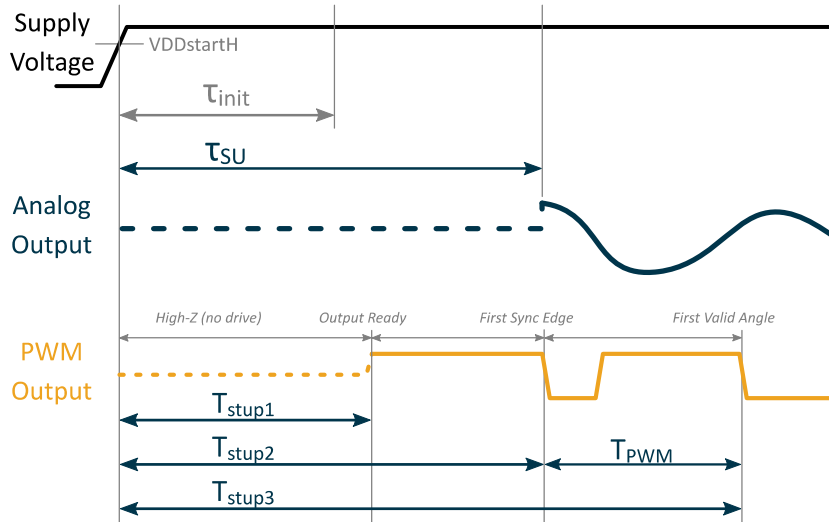 Supply
Voltage
VDDstartH
τinit
τSU
Analog
Output
High-Z (no drive)
Output Ready
First Sync Edge
First Valid Angle
PWM
Output
Tstup1
Tstup2
TPWM
Tstup3